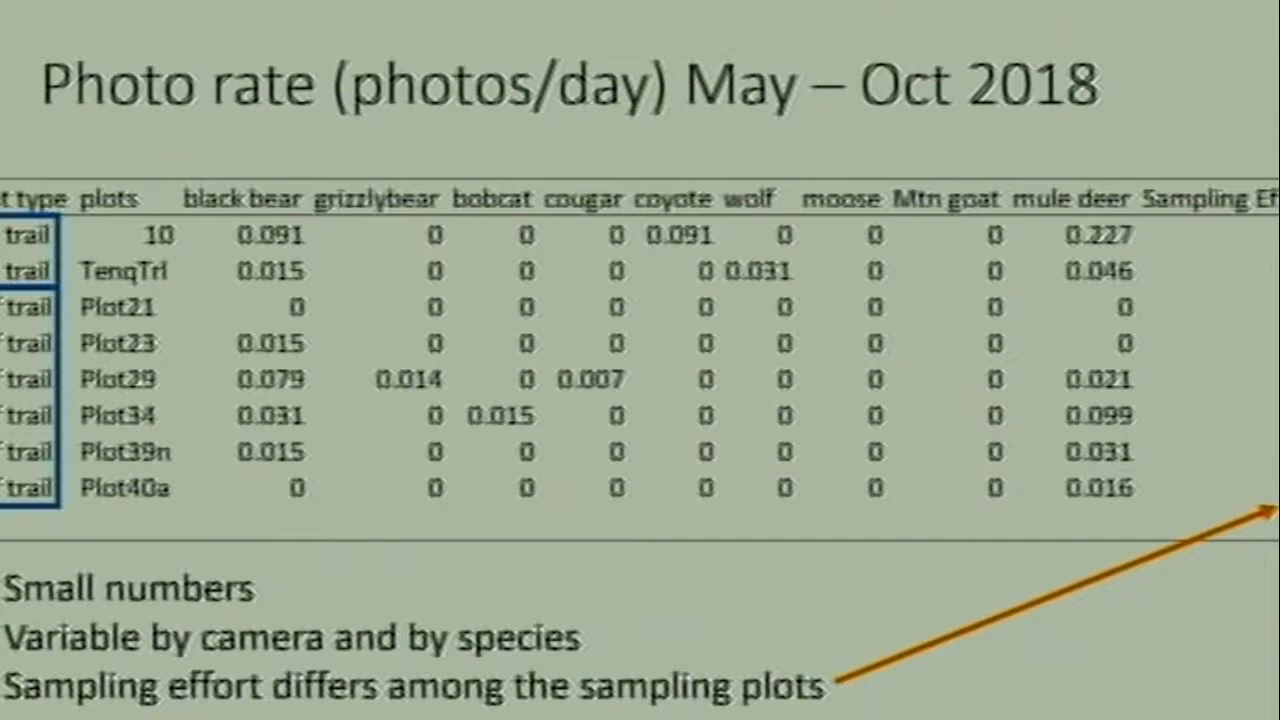 Photo rate (photos/day) May – Oct 2018
t type plots black bear grizzlybear bobcat cougar coyote wolf moose Mtn goat mule deer Sampling Ef
trail 10 0.091 0 0 0 0.091 0 0 0 0.227
trail TenqTrl 0.015 0 0 0 0 0.031 0 0 0.046
trail Plot21 0 0 0 0 0 0 0 0 0
trail Plot23 0.015 0 0 0 0 0 0 0 0
trail Plot29 0.079 0.014 0 0.007 0 0 0 0 0.021
trail Plot34 0.031 0 0.015 0 0 0 0 0 0.099
trail Plot39n 0.015 0 0 0 0 0 0 0 0.031
trail Plot40a 0 0 0 0 0 0 0 0 0.016
Small numbers
Variable by camera and by species
Sampling effort differs among the sampling plots